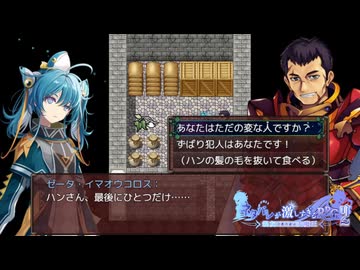 あなたはただの変な人ですか？
ずばり犯人はあなたです！
（ハンの髪の毛を抜いて食べる）
ゼータ・イマオウコロス：
ハンさん、最後にひとつだけ……